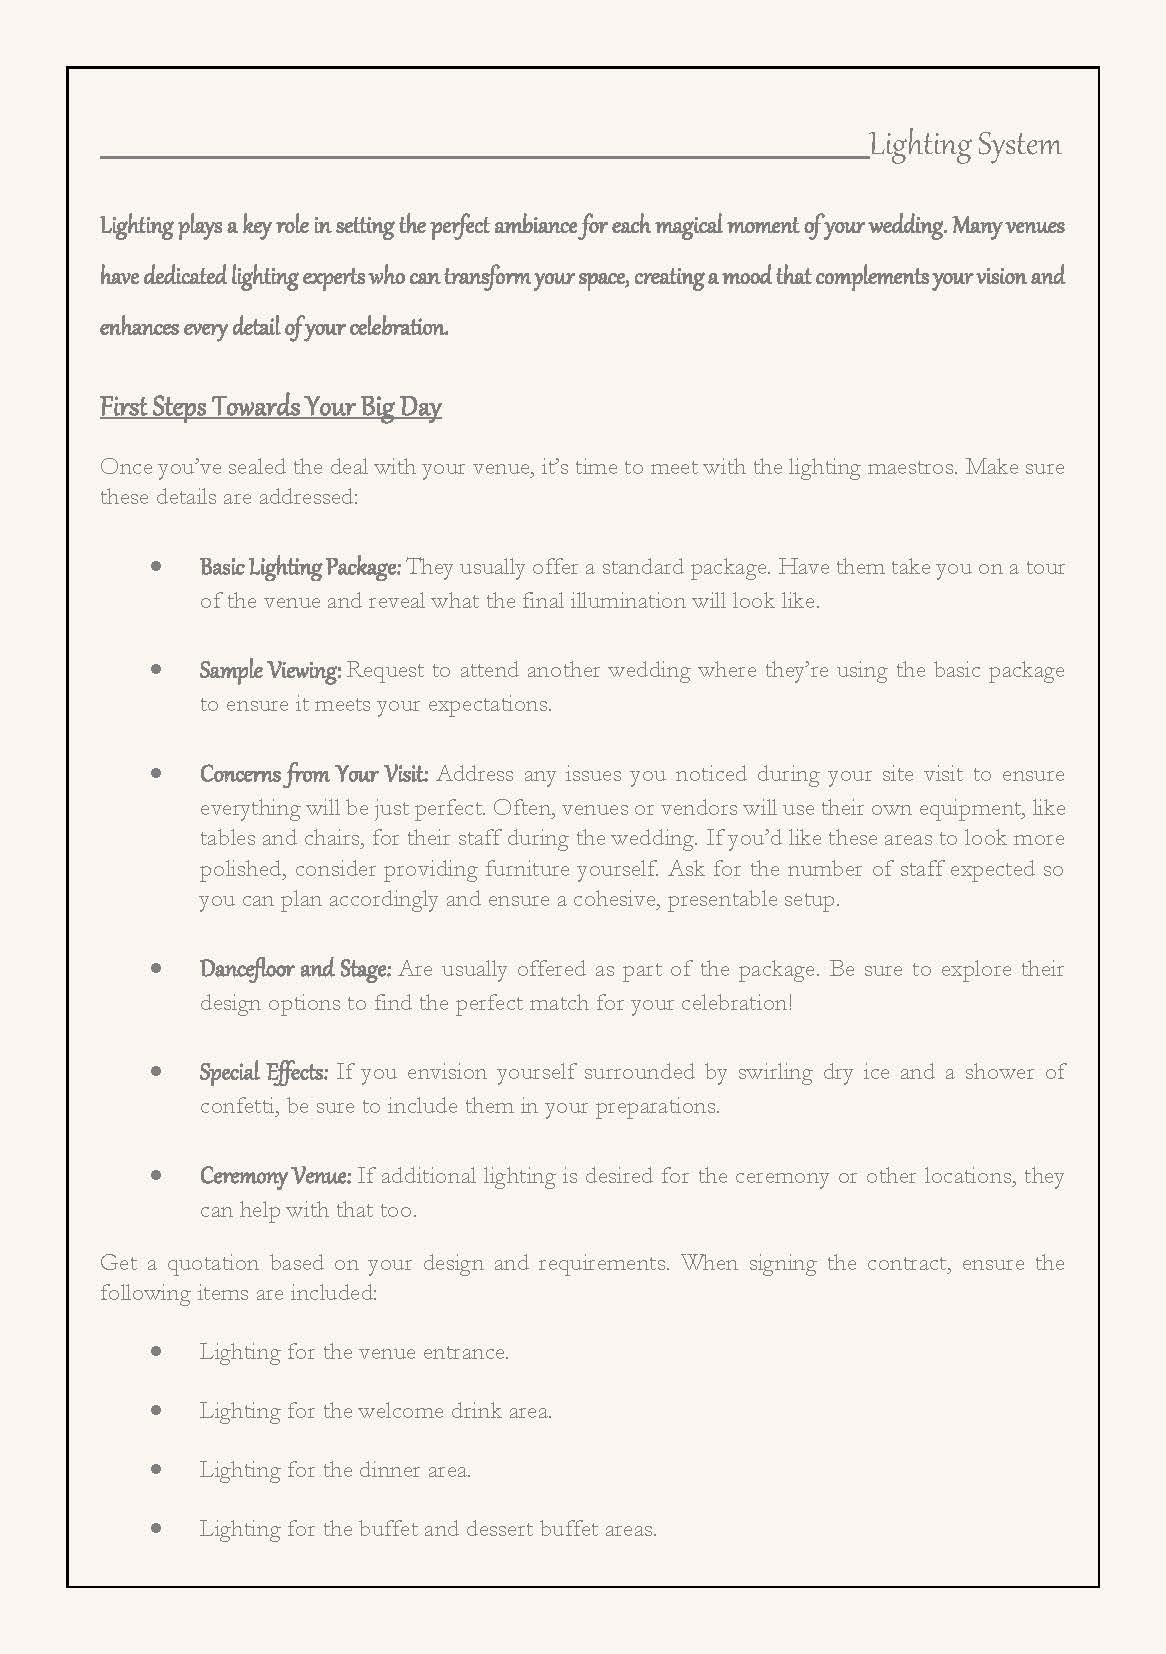 Lighting System
Lighting plays a key role in setting the perfect ambiance for each magical moment of your wedding. Many venues
have dedicated lighting experts who can transform your space, creating a mood that complements your vision and
enhances every detail of your celebration.
First Steps Towards Your Big Day
Once you’ve sealed the deal with your venue, it’s time to meet with the lighting maestros. Make sure
these details are addressed:
• Basic Lighting Package: They usually offer a standard package. Have them take you on a tour
of the venue and reveal what the final illumination will look like.
• Sample Viewing: Request to attend another wedding where they’re using the basic package
to ensure it meets your expectations.
• Concerns from Your Visit: Address any issues you noticed during your site visit to ensure
everything will be just perfect. Often, venues or vendors will use their own equipment, like
tables and chairs, for their staff during the wedding. If you’d like these areas to look more
polished, consider providing furniture yourself. Ask for the number of staff expected so
you can plan accordingly and ensure a cohesive, presentable setup.
• Dancefloor and Stage: Are usually offered as part of the package. Be sure to explore their
design options to find the perfect match for your celebration!
• Special Effects: If you envision yourself surrounded by swirling dry ice and a shower of
confetti, be sure to include them in your preparations.
• Ceremony Venue: If additional lighting is desired for the ceremony or other locations, they
can help with that too.
Get a quotation based on your design and requirements. When signing the contract, ensure the
following items are included:
• Lighting for the venue entrance.
• Lighting for the welcome drink area.
• Lighting for the dinner area.
• Lighting for the buffet and dessert buffet areas.